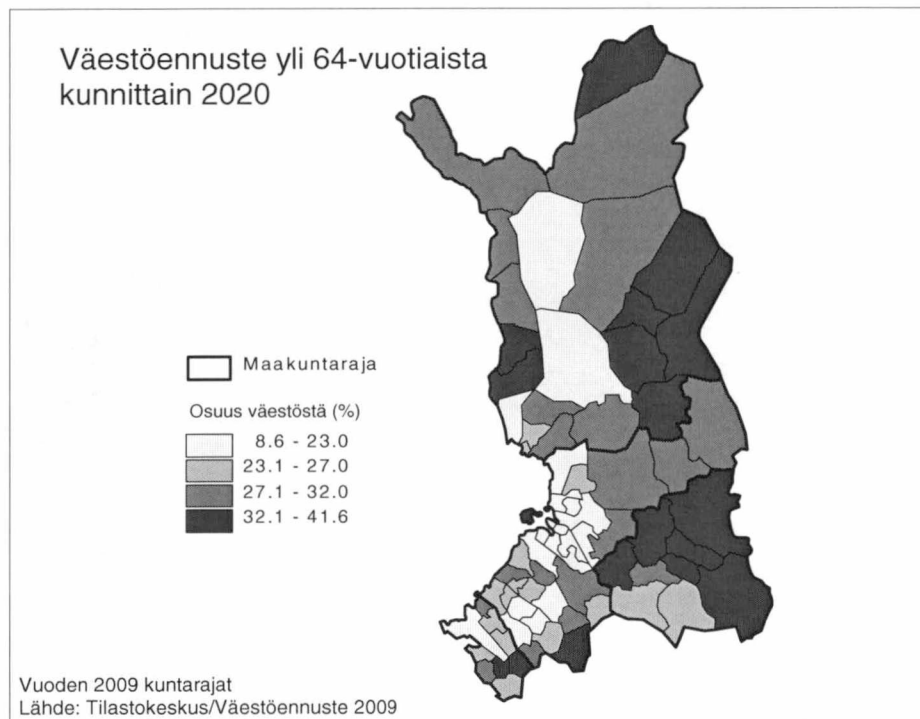 Väestöennuste yli 64-vuotiaista
kunnittain 2020
Maakuntaraja
Osuus väestöstä (%)
8.6 - 23.0
23.1 - 27.0
27.1 - 32.0
32.1 - 41.6
Vuoden 2009 kuntarajat
Lähde: Tilastokeskus/Väestöennuste 2009